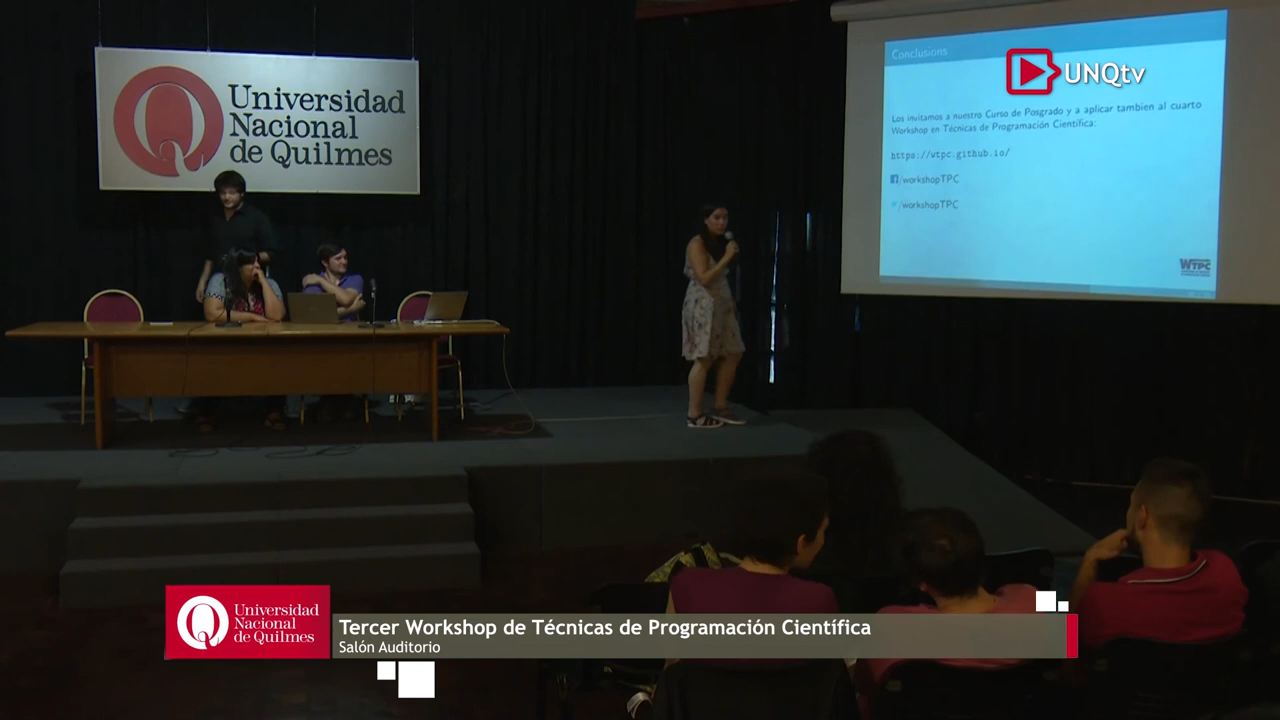 Universidad
Nacional
de Quilmes
Conclusions
UNQtv
Los invitamos a nuestro Curso de Posgrado y a aplicar tambien al cuarto
Workshop en Técnicas de Programación Científica:
https://wtpc.github.io/
/workshopTPC
/workshopTPC
WTPC
Universidad
Nacional
de Quilmes
Tercer Workshop de Técnicas de Programación Científica
Salón Auditorio